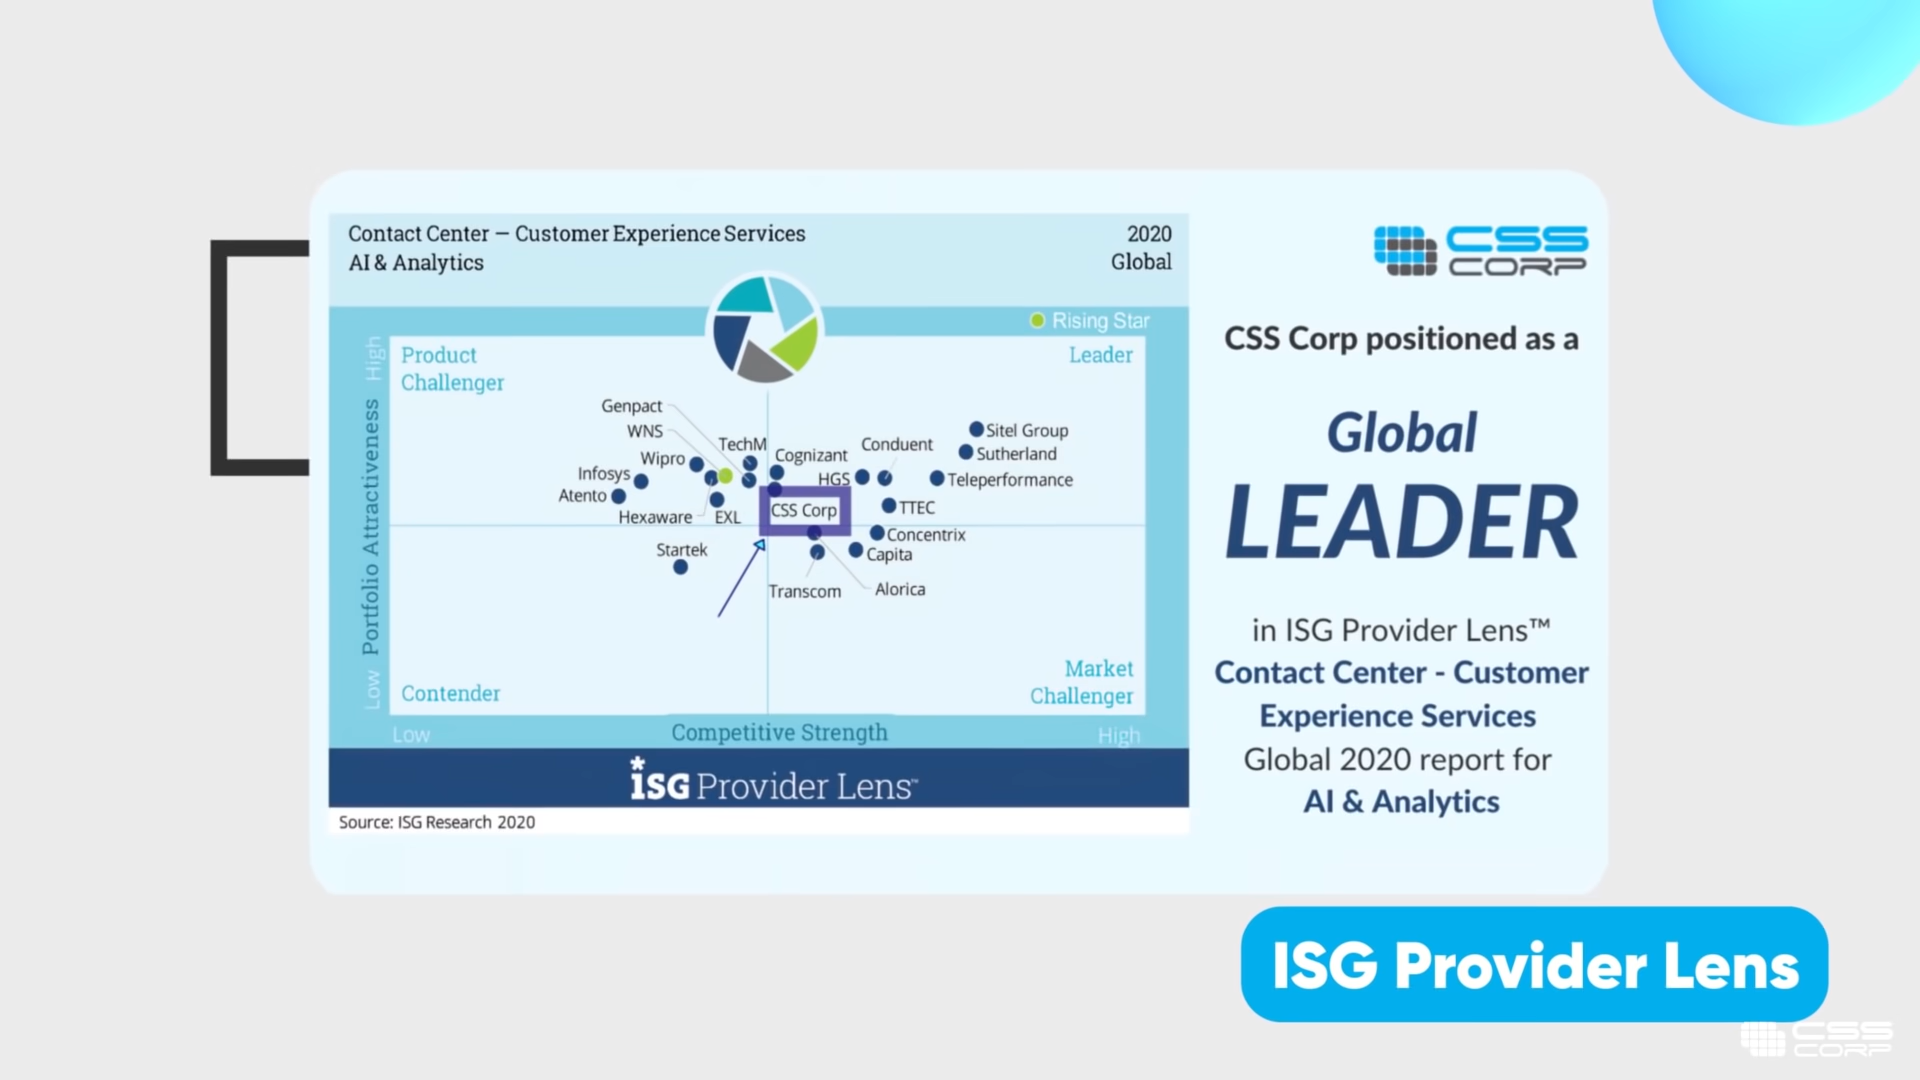 Contact Center – Customer Experience Services
AI & Analytics
2020
Global
Rising Star
High
Portfolio Attractiveness
Low
Product
Challenger
Leader
Genpact
WNS
TechM
Wipro
Cognizant
Conduent
Sitel Group
Sutherland
Infosys
HGS
Teleperformance
Atento
Hexaware
EXL
CSS Corp
TTEC
Concentrix
Startek
Capita
Transcom
Alorica
Contender
Market
Challenger
Low
Competitive Strength
High
ISG Provider Lens™
Source: ISG Research 2020
CSS
CORP
CSS Corp positioned as a
Global
LEADER
in ISG Provider Lens™
Contact Center - Customer
Experience Services
Global 2020 report for
AI & Analytics
ISG Provider Lens
CSS
CORP